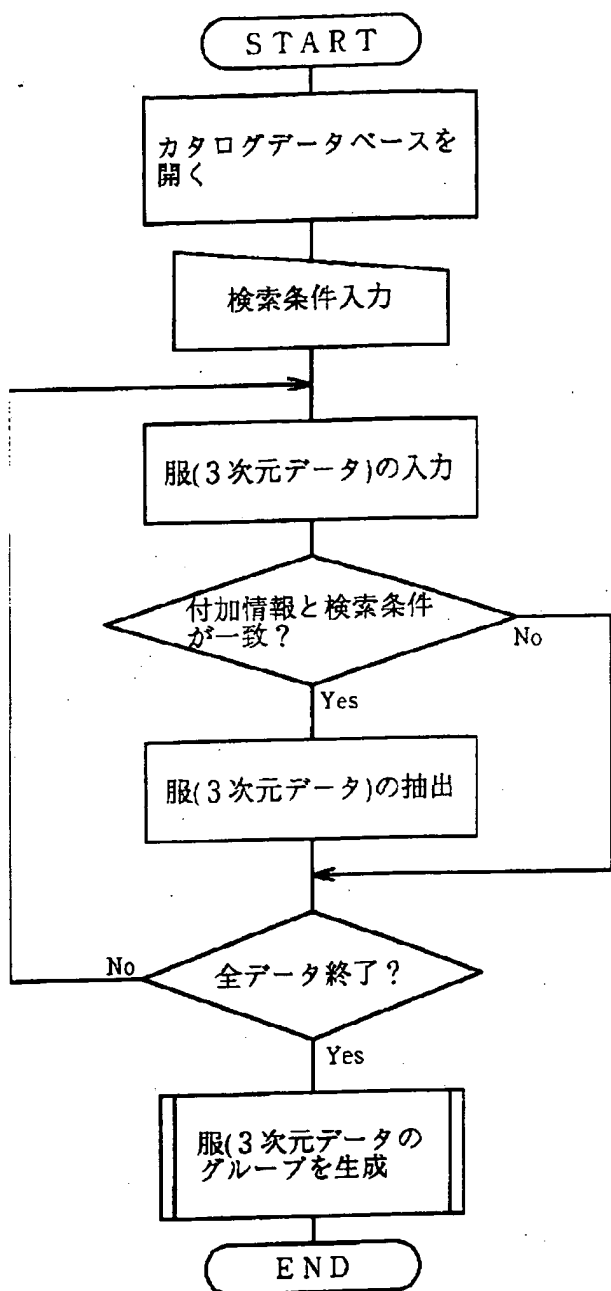 START
カタログデータベースを
開く
検索条件入力
服(3次元データ)の入力
付加情報と検索条件
が一致?
No
Yes
服(3次元データ)の抽出
No
全データ終了?
Yes
服(3次元データの
グループを生成
END